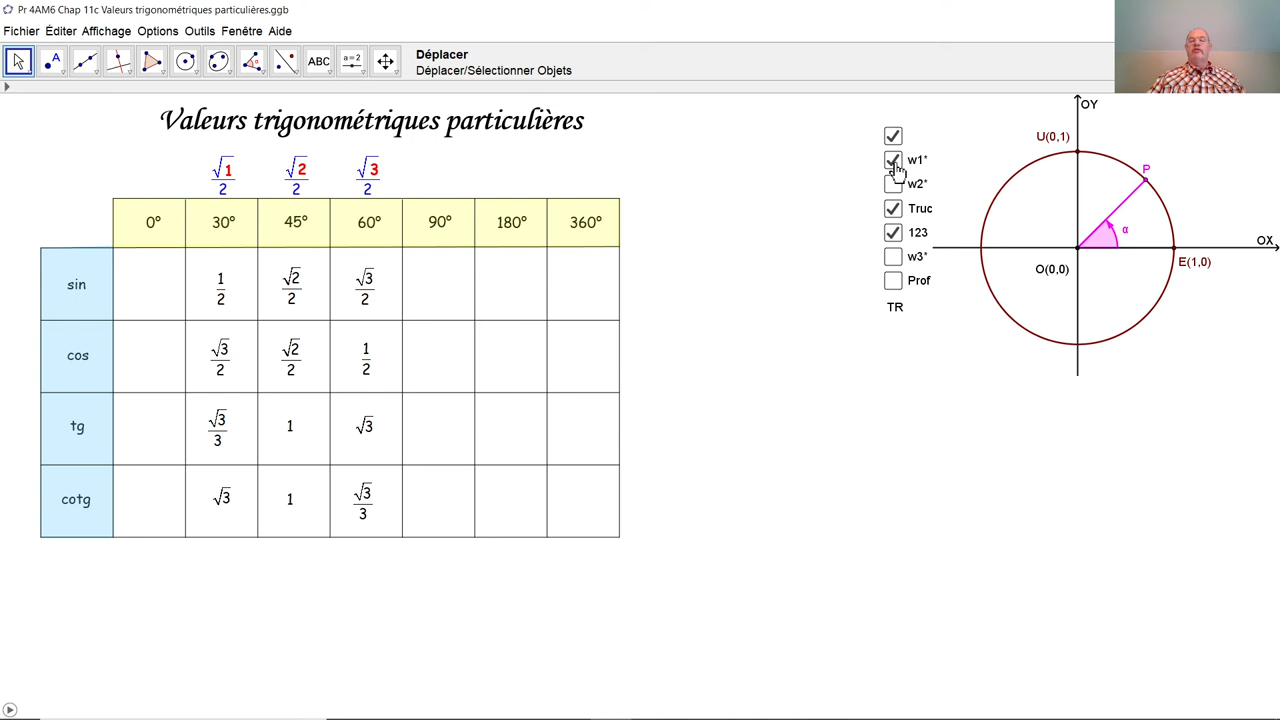 Pr 4AM6 Chap 11c Valeurs trigonométriques particulières.ggb
Fichier Éditer Affichage Options Outils Fenêtre Aide
A ABC a=2
Déplacer
Déplacer/Sélectionner Objets
Valeurs trigonométriques particulières
√1/2 √2/2 √3/2
0° 30° 45° 60° 90° 180° 360°
sin 1/2 √2/2 √3/2
cos √3/2 √2/2 1/2
tg √3/3 1 √3
cotg √3 1 √3/3
w1*
w2*
Truc
123
w3*
Prof
TR
OY
U(0,1)
P
α
OX
E(1,0)
O(0,0)